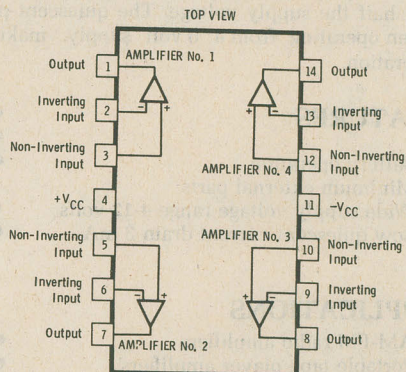 TOP VIEW
AMPLIFIER No. 1
Output 1
Inverting
Input 2
Non-Inverting
Input 3
+VCC 4
Non-Inverting
Input 5
Inverting
Input 6
Output 7
AMPLIFIER No. 2
14 Output
13 Inverting
Input
12 Non-Inverting
Input
AMPLIFIER No. 4
11 -VCC
AMPLIFIER No. 3
10 Non-Inverting
Input
9 Inverting
Input
8 Output
- +
- +
- +
- +